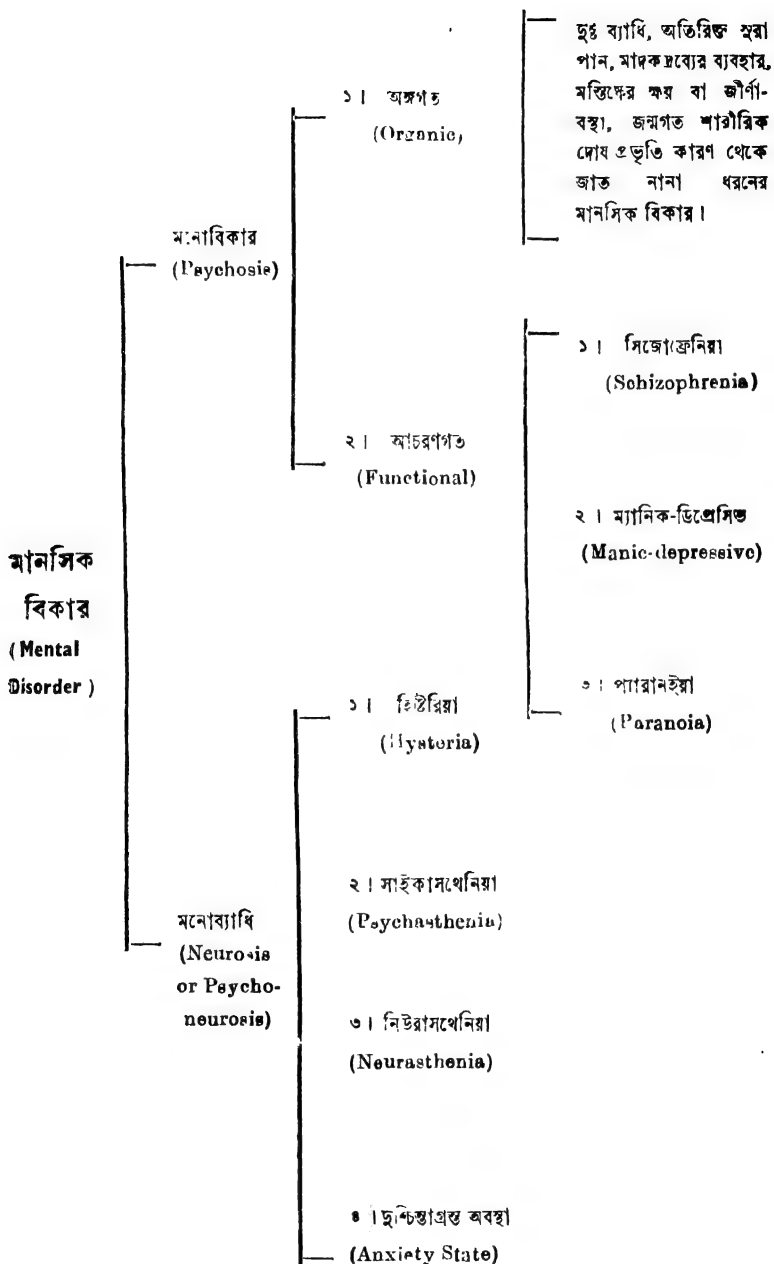 মানসিক
বিকার
(Mental
Disorder)
মনোবিকার
(Psychosis)
১। অঙ্গগত
(Organic)
দুষ্ট ব্যাধি, অতিরিক্ত সুরা
পান, মাদকদ্রব্যের ব্যবহার,
মস্তিষ্কের ক্ষয় বা জীর্ণা-
বস্থা, জন্মগত শারীরিক
দোষ প্রভৃতি কারণ থেকে
জাত নানা ধরনের
মানসিক বিকার।
২। আচরণগত
(Functional)
১। সিজোফ্রেনিয়া
(Schizophrenia)
২। ম্যানিক-ডিপ্রেসিভ
(Manic-depressive)
৩। প্যারানইয়া
(Paranoia)
মনোব্যাধি
(Neurosis
or Psycho-
neurosis)
১। হিষ্টিরিয়া
(Hysteria)
২। সাইকাসথেনিয়া
(Psychasthenia)
৩। নিউরাসথেনিয়া
(Neurasthenia)
৪। দুশ্চিন্তাগ্রস্ত অবস্থা
(Anxiety State)